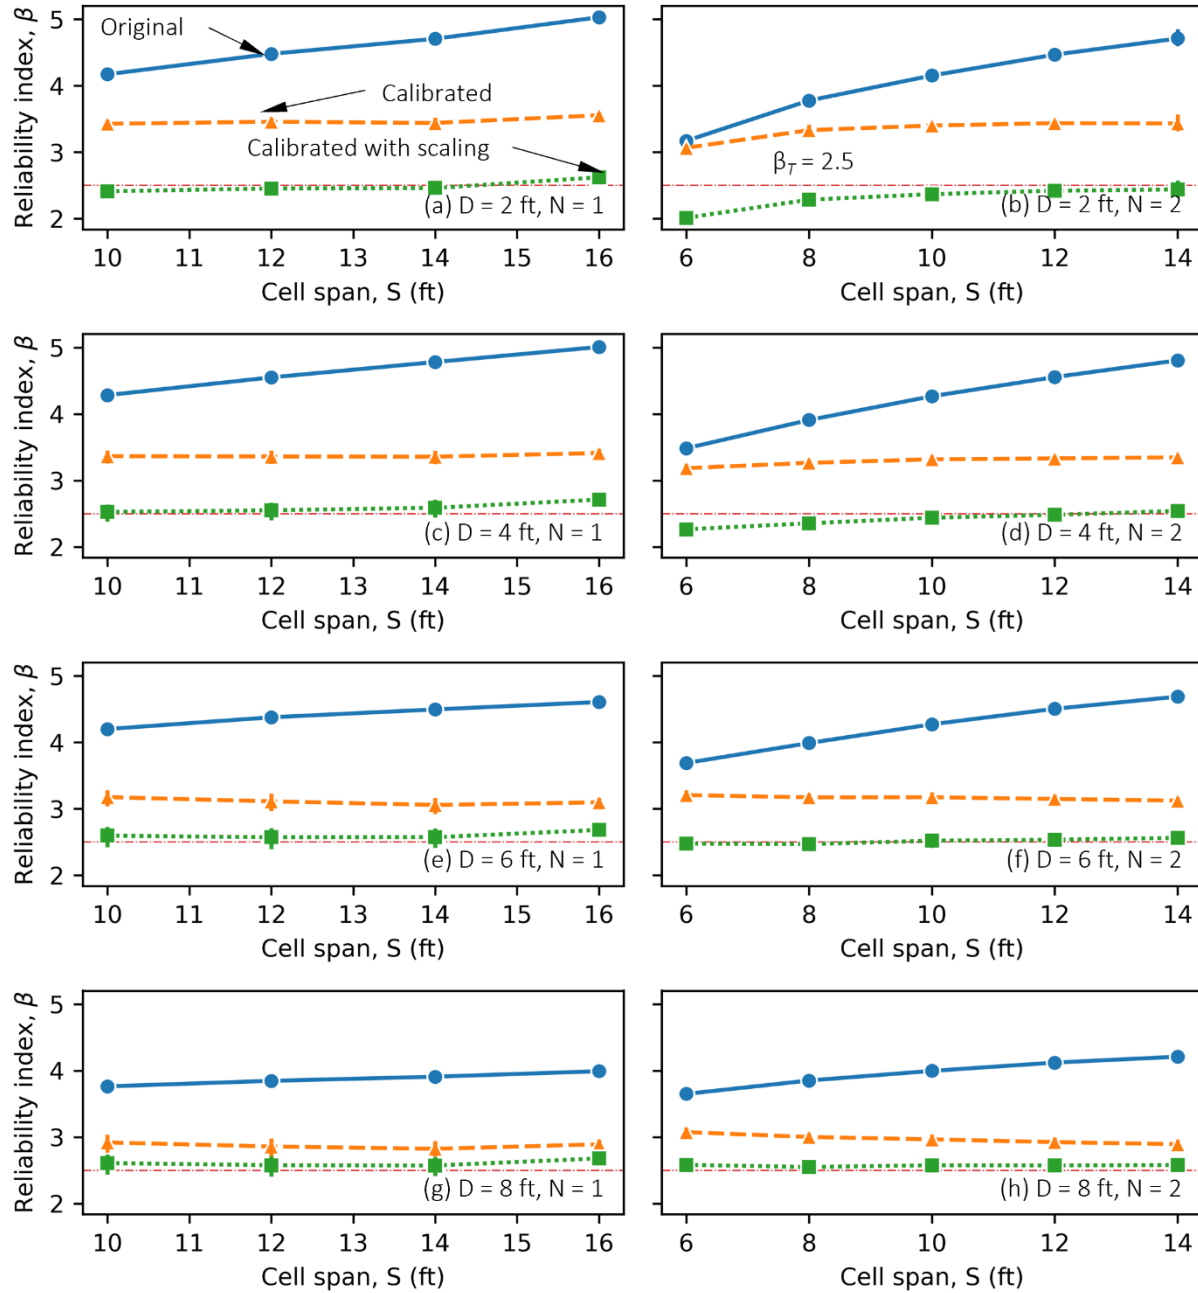 Reliability index, β
5
4
3
2
Original
Calibrated
Calibrated with scaling
(a) D = 2 ft, N = 1
10 11 12 13 14 15 16
Cell span, S (ft)
βT = 2.5
(b) D = 2 ft, N = 2
6 8 10 12 14
Cell span, S (ft)
Reliability index, β
5
4
3
2
(c) D = 4 ft, N = 1
10 11 12 13 14 15 16
Cell span, S (ft)
(d) D = 4 ft, N = 2
6 8 10 12 14
Cell span, S (ft)
Reliability index, β
5
4
3
2
(e) D = 6 ft, N = 1
10 11 12 13 14 15 16
Cell span, S (ft)
(f) D = 6 ft, N = 2
6 8 10 12 14
Cell span, S (ft)
Reliability index, β
5
4
3
2
(g) D = 8 ft, N = 1
10 11 12 13 14 15 16
Cell span, S (ft)
(h) D = 8 ft, N = 2
6 8 10 12 14
Cell span, S (ft)